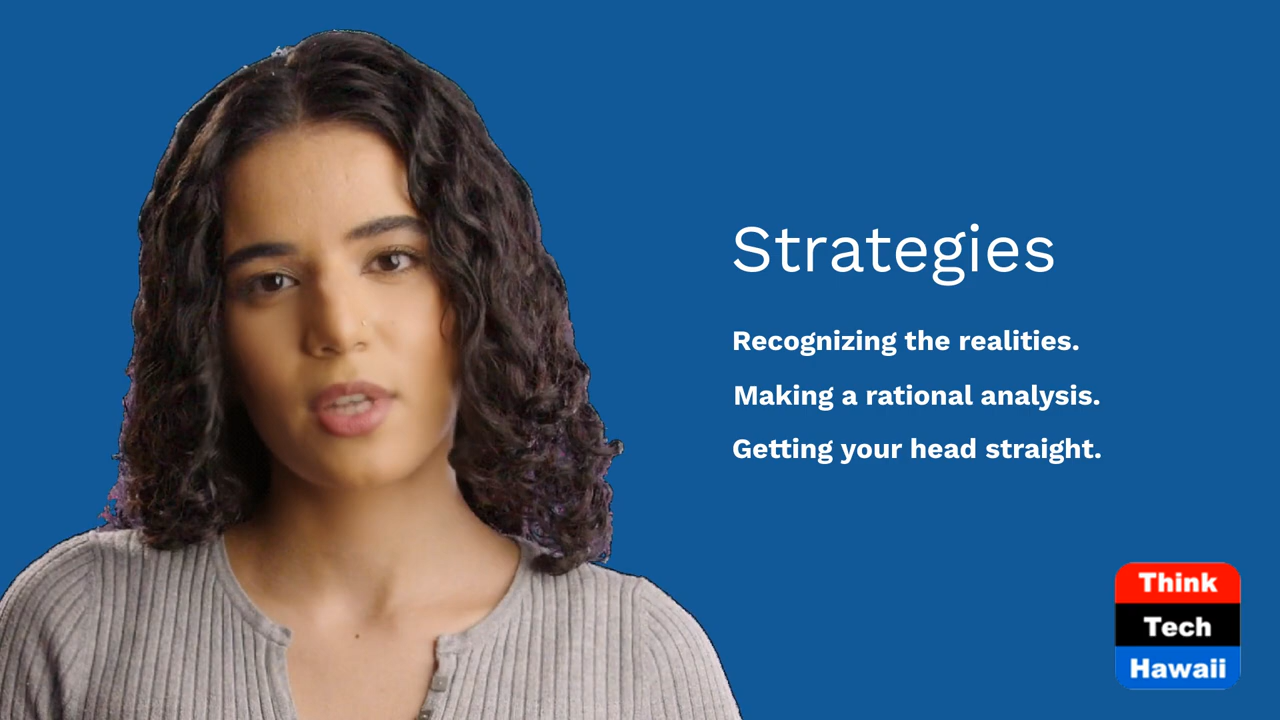 Strategies
Recognizing the realities.
Making a rational analysis.
Getting your head straight.
Think
Tech
Hawaii